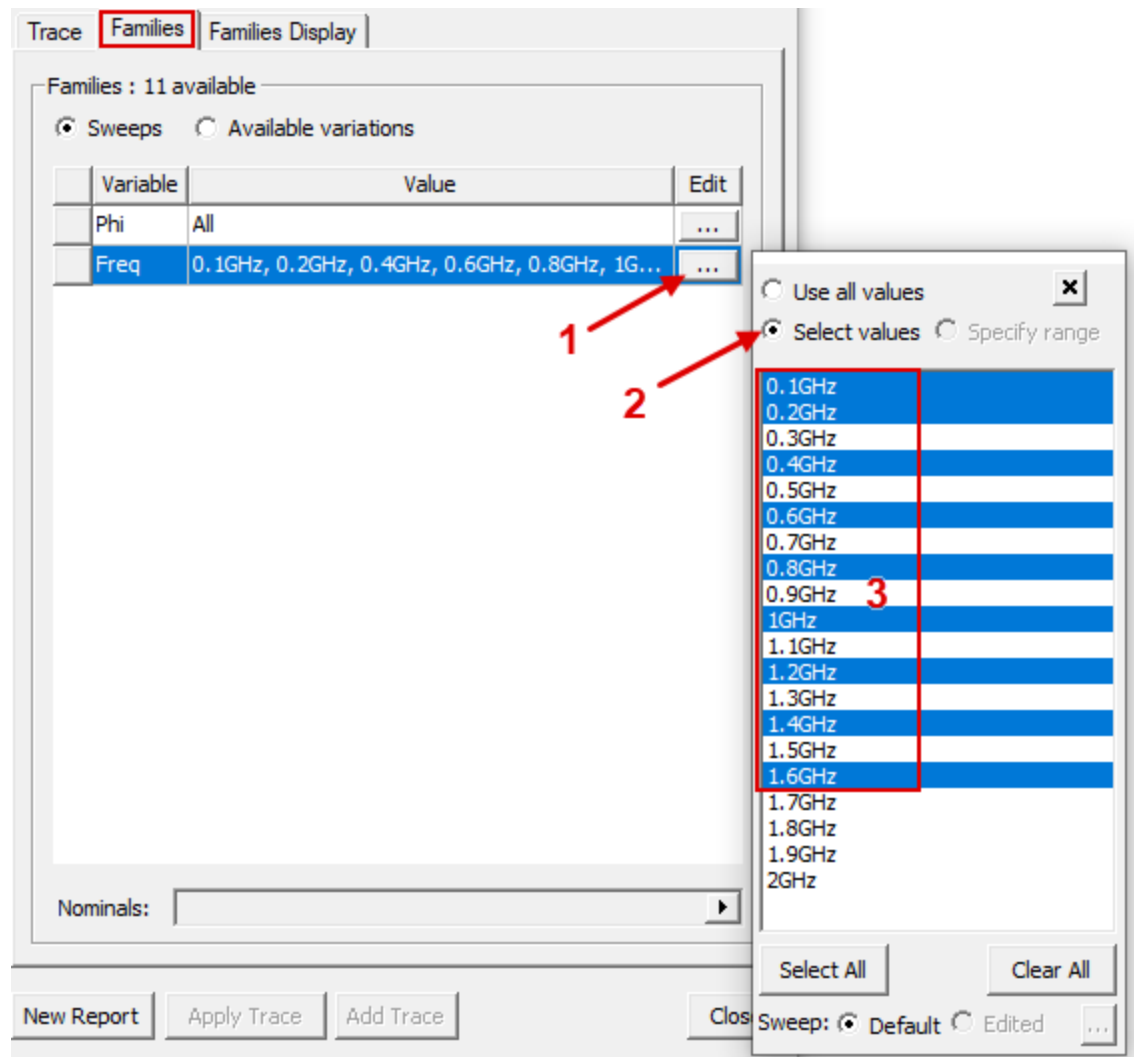 Trace Families Families Display
Families : 11 available
Sweeps Available variations
Variable Value Edit
Phi All ...
Freq 0.1GHz, 0.2GHz, 0.4GHz, 0.6GHz, 0.8GHz, 1G... ...
1
2
Nominals:
New Report Apply Trace Add Trace Clos
Use all values
Select values Specify range
0.1GHz
0.2GHz
0.3GHz
0.4GHz
0.5GHz
0.6GHz
0.7GHz
0.8GHz
0.9GHz 3
1GHz
1.1GHz
1.2GHz
1.3GHz
1.4GHz
1.5GHz
1.6GHz
1.7GHz
1.8GHz
1.9GHz
2GHz
Select All Clear All
Sweep: Default Edited ...